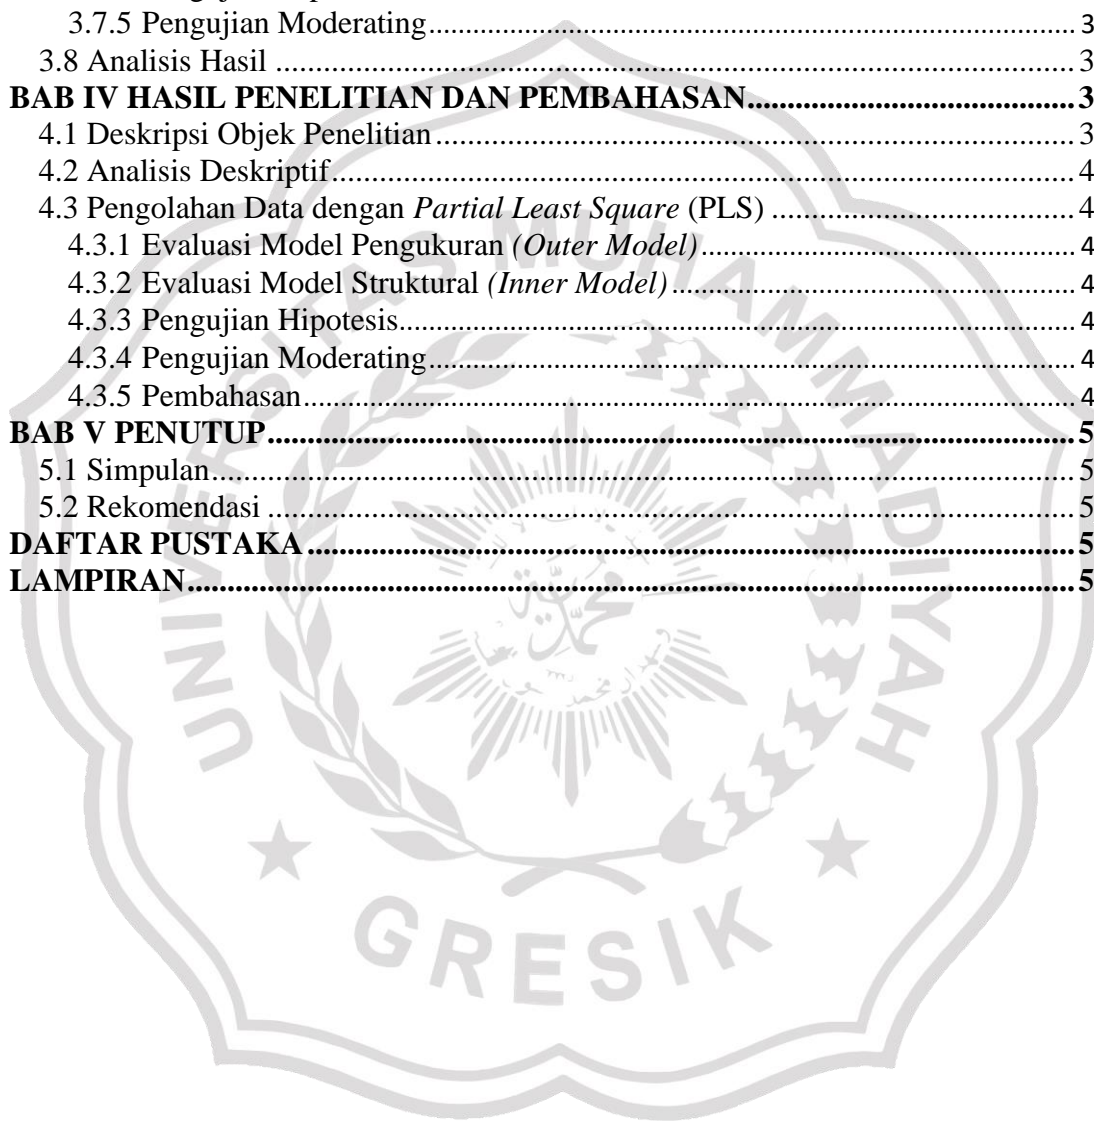 3.7.5 Pengujian Moderating........................................ 3
3.8 Analisis Hasil ........................................ 3
BAB IV HASIL PENELITIAN DAN PEMBAHASAN........................................ 3
4.1 Deskripsi Objek Penelitian........................................ 3
4.2 Analisis Deskriptif........................................ 4
4.3 Pengolahan Data dengan Partial Least Square (PLS) ........................................ 4
4.3.1 Evaluasi Model Pengukuran (Outer Model)........................................ 4
4.3.2 Evaluasi Model Struktural (Inner Model) ........................................ 4
4.3.3 Pengujian Hipotesis........................................ 4
4.3.4 Pengujian Moderating........................................ 4
4.3.5 Pembahasan........................................ 4
BAB V PENUTUP........................................ 5
5.1 Simpulan........................................ 5
5.2 Rekomendasi ........................................ 5
DAFTAR PUSTAKA ........................................ 5
LAMPIRAN........................................ 5
UNIVERSITAS MUHAMMADIYAH
GRESIK